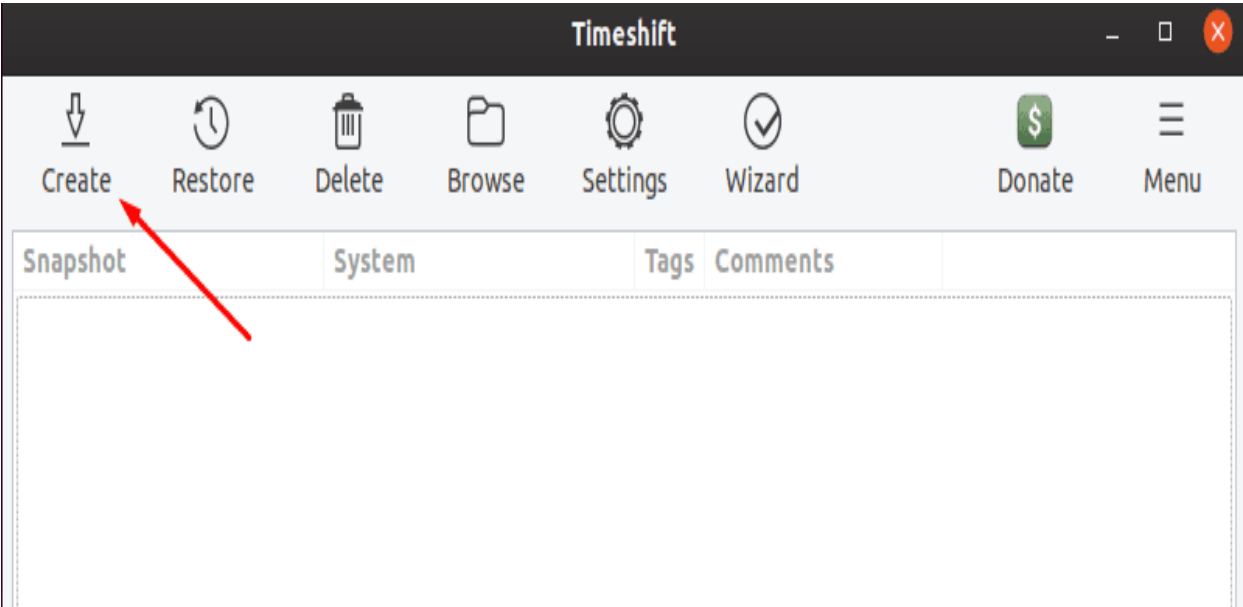 Timeshift
Create Restore Delete Browse Settings Wizard $ Donate Menu
Snapshot System Tags Comments